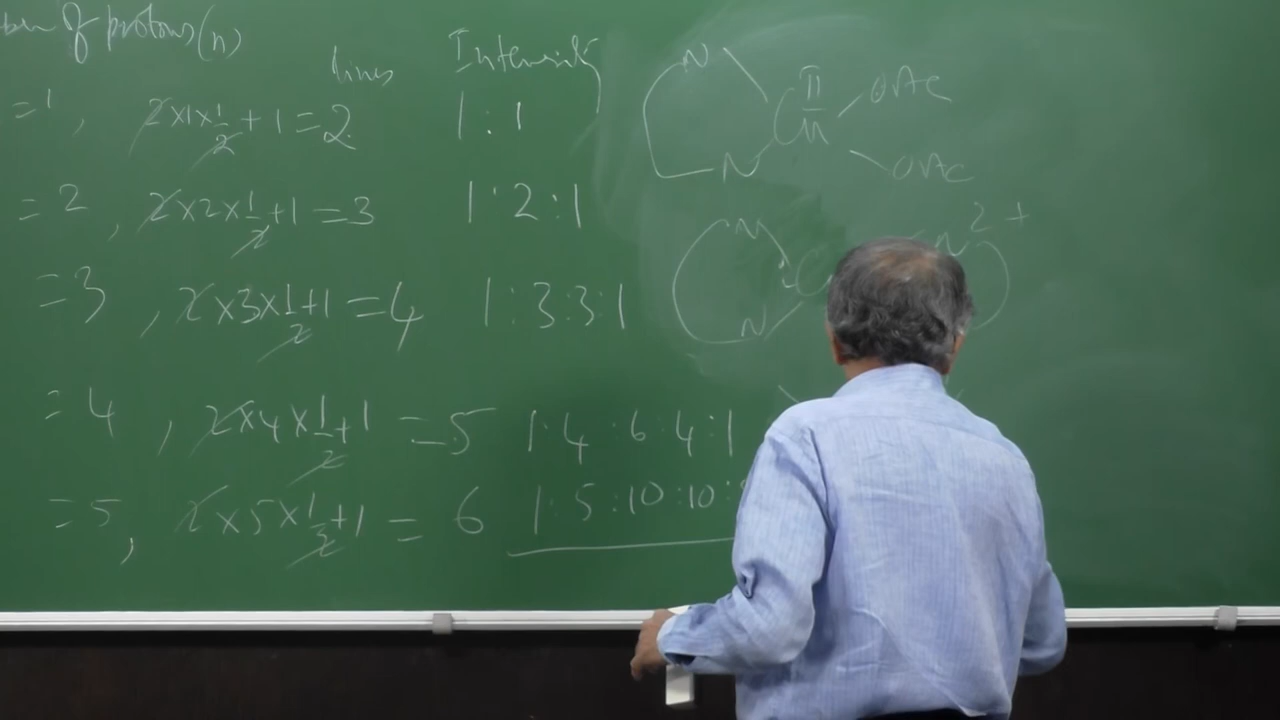 of protons (n)
lines Intensity
=1, 2x1x1/2+1=2 1:1
=2, 2x2x1/2+1=3 1:2:1
=3, 2x3x1/2+1=4 1:3:3:1
=4, 2x4x1/2+1=5 1:4:6:4:1
=5, 2x5x1/2+1=6 1:5:10:10:
N II OAc
N OAc
2+
N N
N